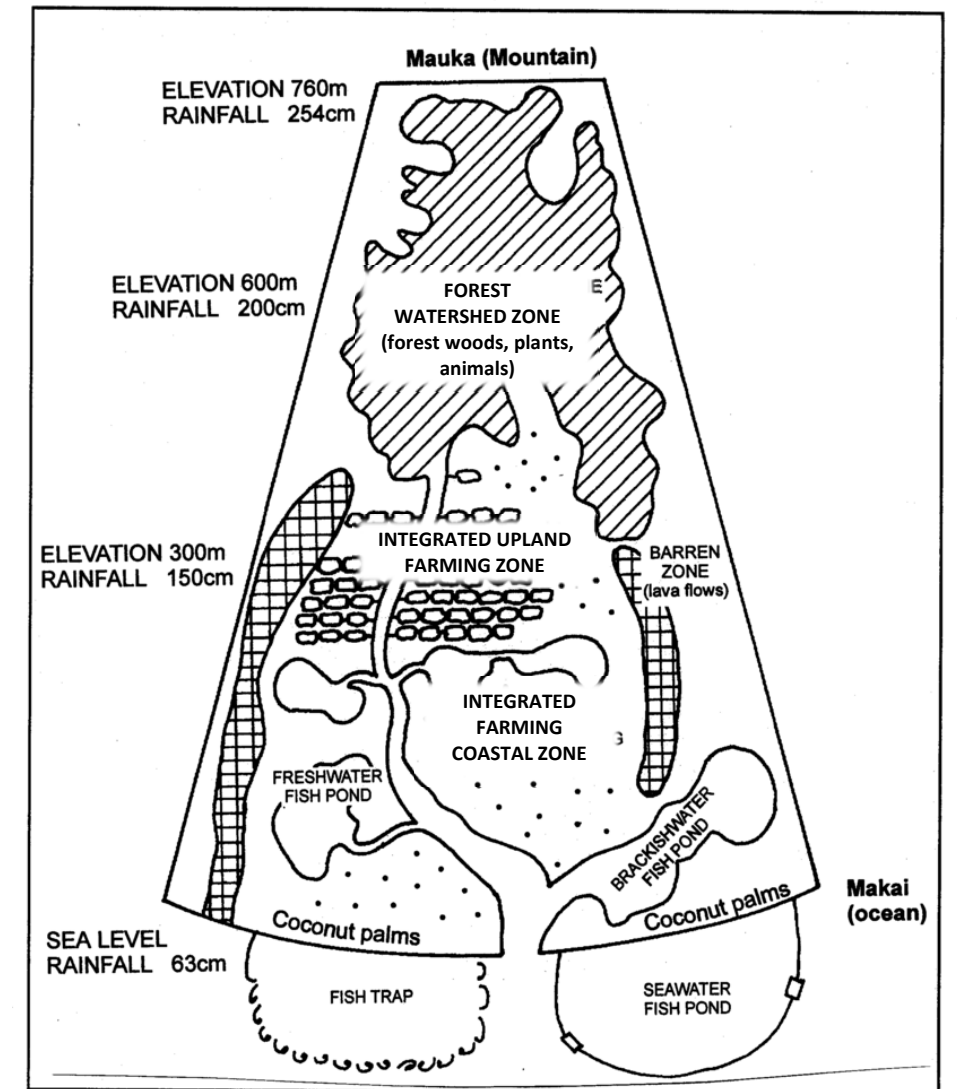 Mauka (Mountain)
ELEVATION 760m
RAINFALL 254cm
ELEVATION 600m
RAINFALL 200cm
FOREST
WATERSHED ZONE
(forest woods, plants,
animals)
E
ELEVATION 300m
RAINFALL 150cm
INTEGRATED UPLAND
FARMING ZONE
BARREN
ZONE
(lava flows)
INTEGRATED
FARMING
COASTAL ZONE
G
FRESHWATER
FISH POND
BRACKISHWATER
FISH POND
Makai
(ocean)
Coconut palms
Coconut palms
SEA LEVEL
RAINFALL 63cm
FISH TRAP
SEAWATER
FISH POND